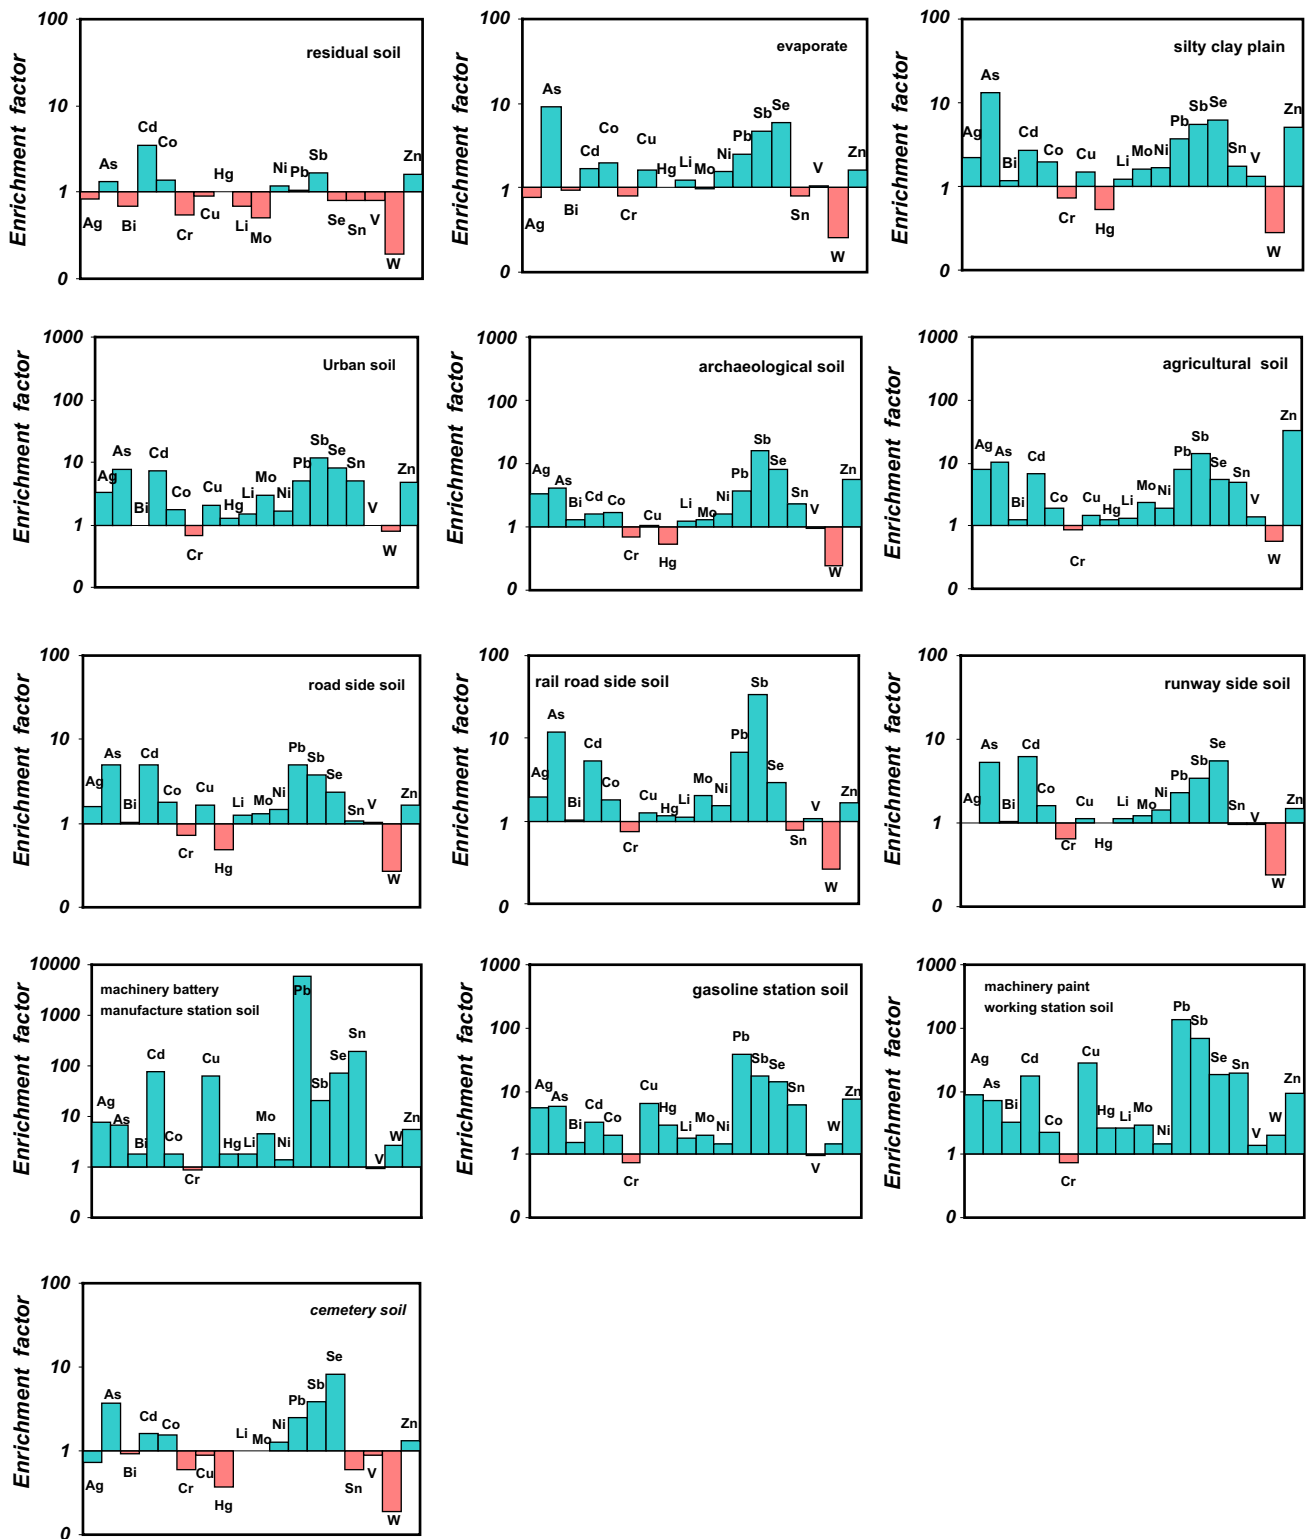 Enrichment factor
100
10
1
0
residual soil
Ag
As
Bi
Cd
Co
Cr
Cu
Hg
Li
Mo
Ni
Pb
Sb
Se
Sn
V
W
Zn
Enrichment factor
100
10
1
0
evaporate
Ag
As
Bi
Cd
Co
Cr
Cu
Hg
Li
Mo
Ni
Pb
Sb
Se
Sn
V
W
Zn
Enrichment factor
100
10
1
0
silty clay plain
Ag
As
Bi
Cd
Co
Cr
Cu
Hg
Li
Mo
Ni
Pb
Sb
Se
Sn
V
W
Zn
Enrichment factor
1000
100
10
1
0
Urban soil
Ag
As
Bi
Cd
Co
Cr
Cu
Hg
Li
Mo
Ni
Pb
Sb
Se
Sn
V
W
Zn
Enrichment factor
1000
100
10
1
0
archaeological soil
Ag
As
Bi
Cd
Co
Cr
Cu
Hg
Li
Mo
Ni
Pb
Sb
Se
Sn
V
W
Zn
Enrichment factor
1000
100
10
1
0
agricultural soil
Ag
As
Bi
Cd
Co
Cr
Cu
Hg
Li
Mo
Ni
Pb
Sb
Se
Sn
V
W
Zn
Enrichment factor
100
10
1
0
road side soil
Ag
As
Bi
Cd
Co
Cr
Cu
Hg
Li
Mo
Ni
Pb
Sb
Se
Sn
V
W
Zn
Enrichment factor
100
10
1
0
rail road side soil
Ag
As
Bi
Cd
Co
Cr
Cu
Hg
Li
Mo
Ni
Pb
Sb
Se
Sn
V
W
Zn
Enrichment factor
100
10
1
0
runway side soil
Ag
As
Bi
Cd
Co
Cr
Cu
Hg
Li
Mo
Ni
Pb
Sb
Se
Sn
V
W
Zn
Enrichment factor
10000
1000
100
10
1
0
machinery battery
manufacture station soil
Ag
As
Bi
Cd
Co
Cr
Cu
Hg
Li
Mo
Ni
Pb
Sb
Se
Sn
V
W
Zn
Enrichment factor
1000
100
10
1
0
gasoline station soil
Ag
As
Bi
Cd
Co
Cr
Cu
Hg
Li
Mo
Ni
Pb
Sb
Se
Sn
V
W
Zn
Enrichment factor
1000
100
10
1
0
machinery paint
working station soil
Ag
As
Bi
Cd
Co
Cr
Cu
Hg
Li
Mo
Ni
Pb
Sb
Se
Sn
V
W
Zn
Enrichment factor
100
10
1
0
cemetery soil
Ag
As
Bi
Cd
Co
Cr
Cu
Hg
Li
Mo
Ni
Pb
Sb
Se
Sn
V
W
Zn